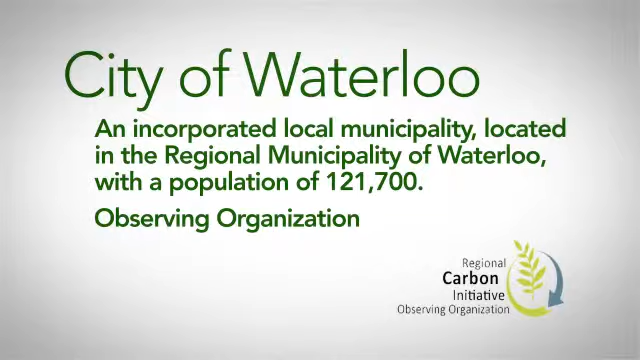 City of Waterloo
An incorporated local municipality, located
in the Regional Municipality of Waterloo,
with a population of 121,700.
Observing Organization
Regional
Carbon
Initiative
Observing Organization